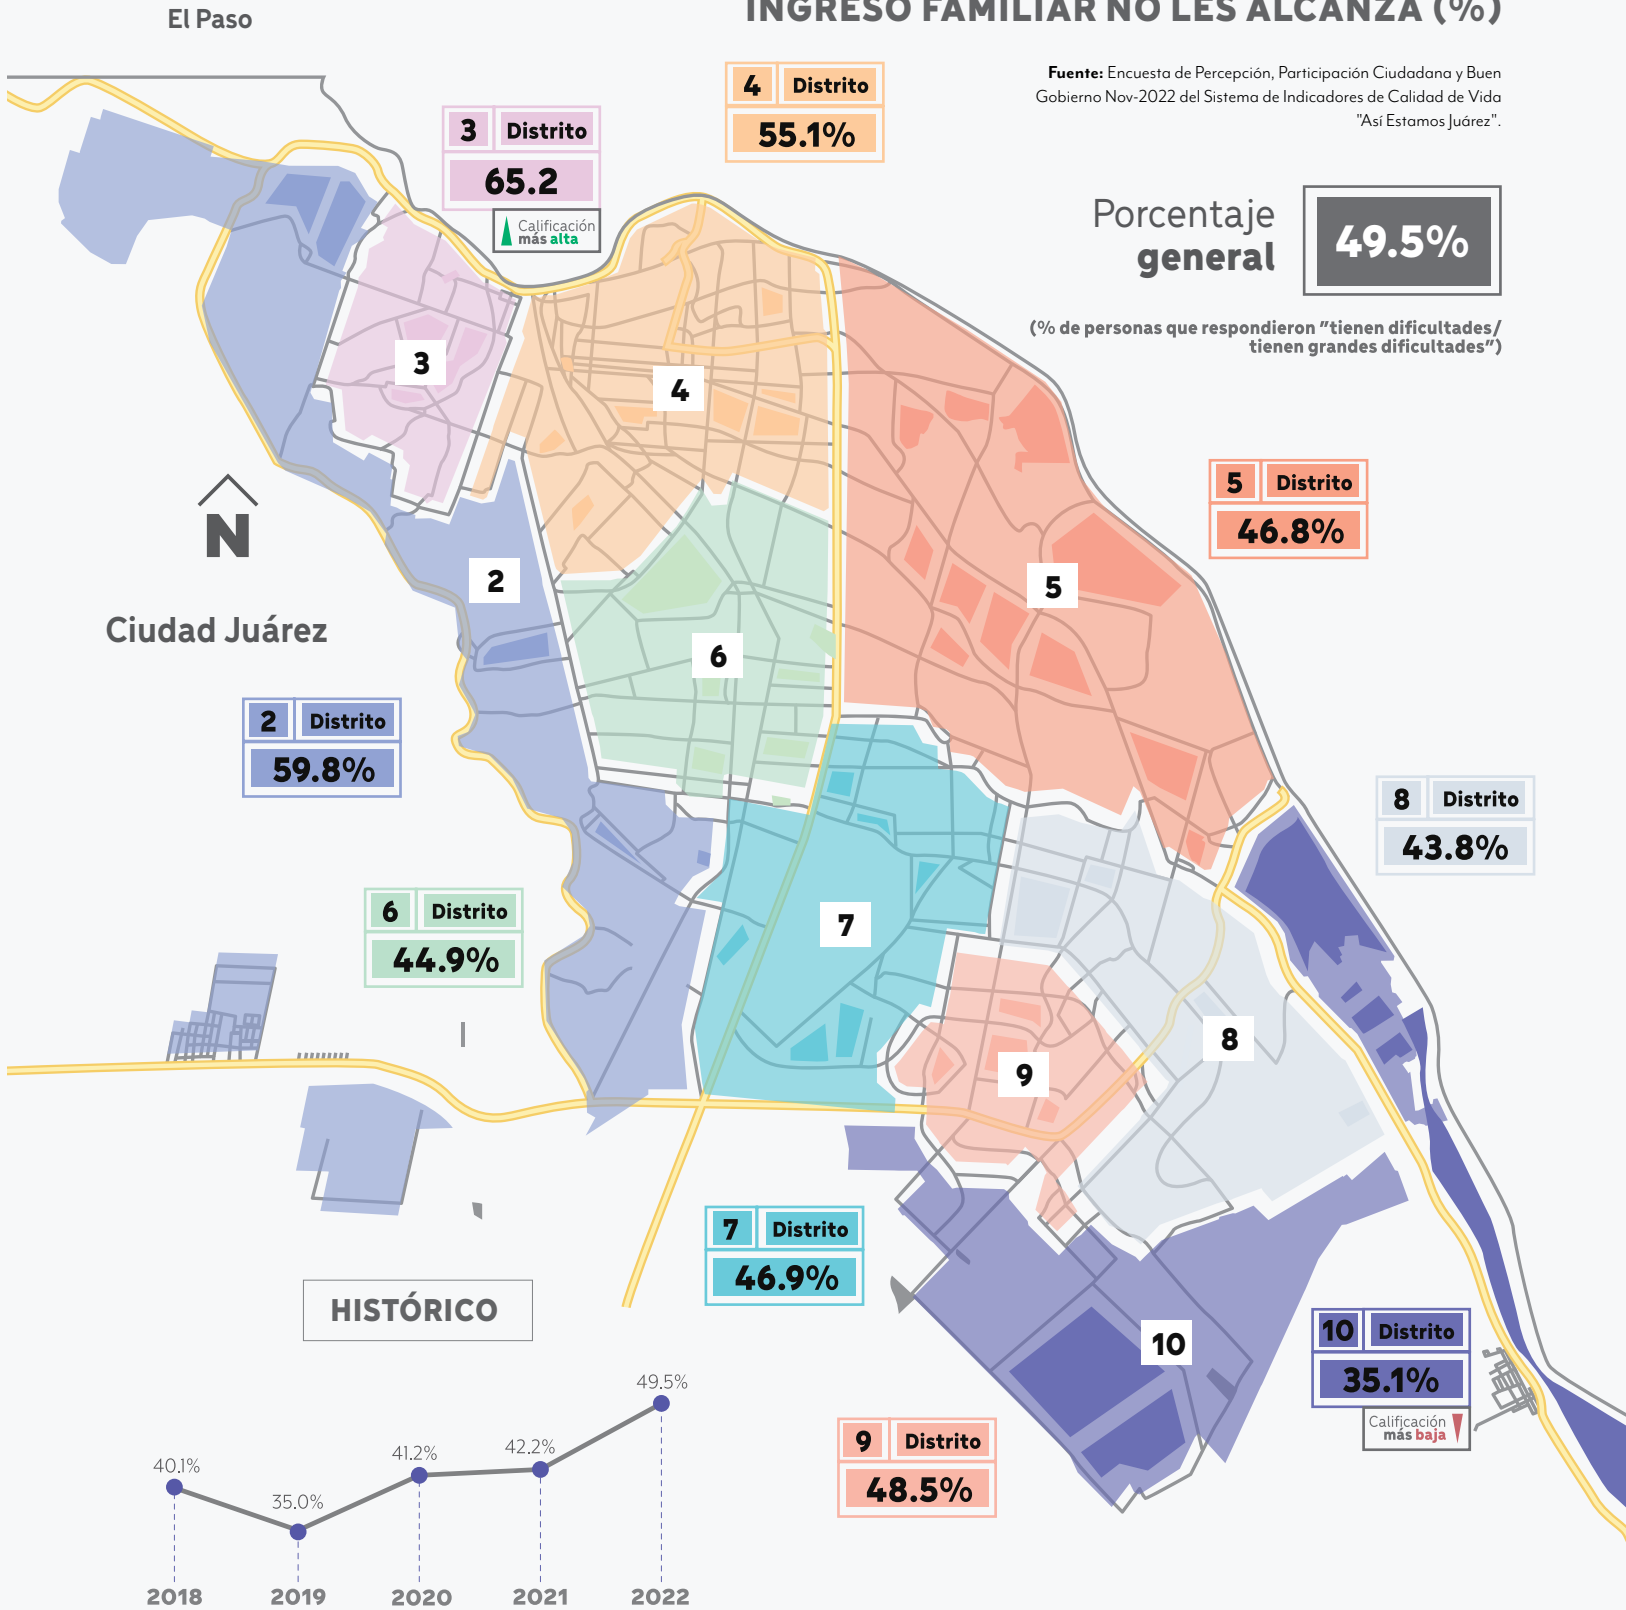 El Paso
INGRESO FAMILIAR NO LES ALCANZA (%)
Fuente: Encuesta de Percepción, Participación Ciudadana y Buen
Gobierno Nov-2022 del Sistema de Indicadores de Calidad de Vida
"Así Estamos Juárez".
4 Distrito
55.1%
3 Distrito
65.2
Calificación
más alta
Porcentaje
general
49.5%
(% de personas que respondieron "tienen dificultades/
tienen grandes dificultades")
3
4
5 Distrito
46.8%
N
2
5
Ciudad Juárez
6
2 Distrito
59.8%
8 Distrito
43.8%
6 Distrito
44.9%
7
8
9
7 Distrito
46.9%
HISTÓRICO
10
10 Distrito
35.1%
Calificación
más baja
9 Distrito
48.5%
49.5%
42.2%
41.2%
40.1%
35.0%
2018 2019 2020 2021 2022